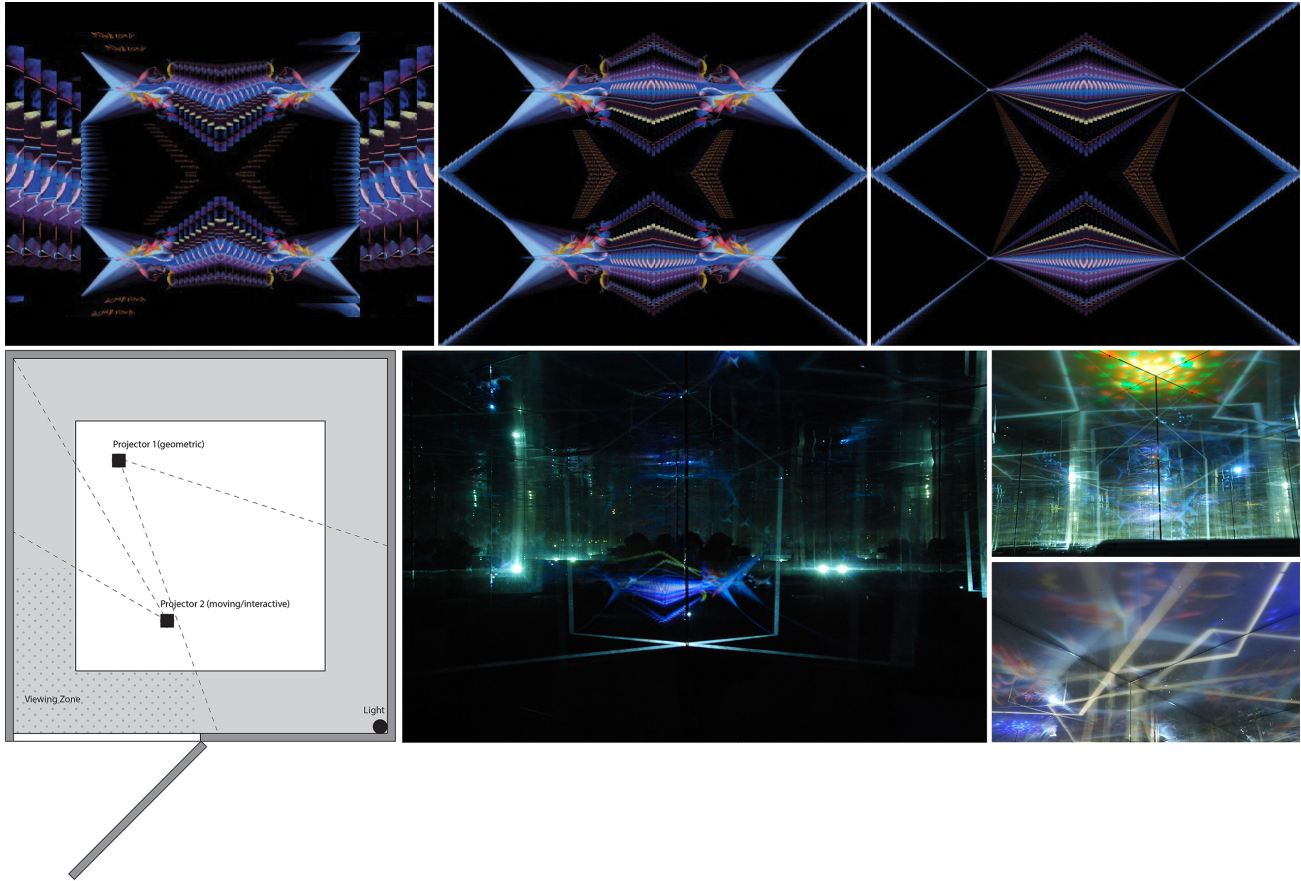 Projector 1(geometric)
Projector 2 (moving/interactive)
Viewing Zone
Light